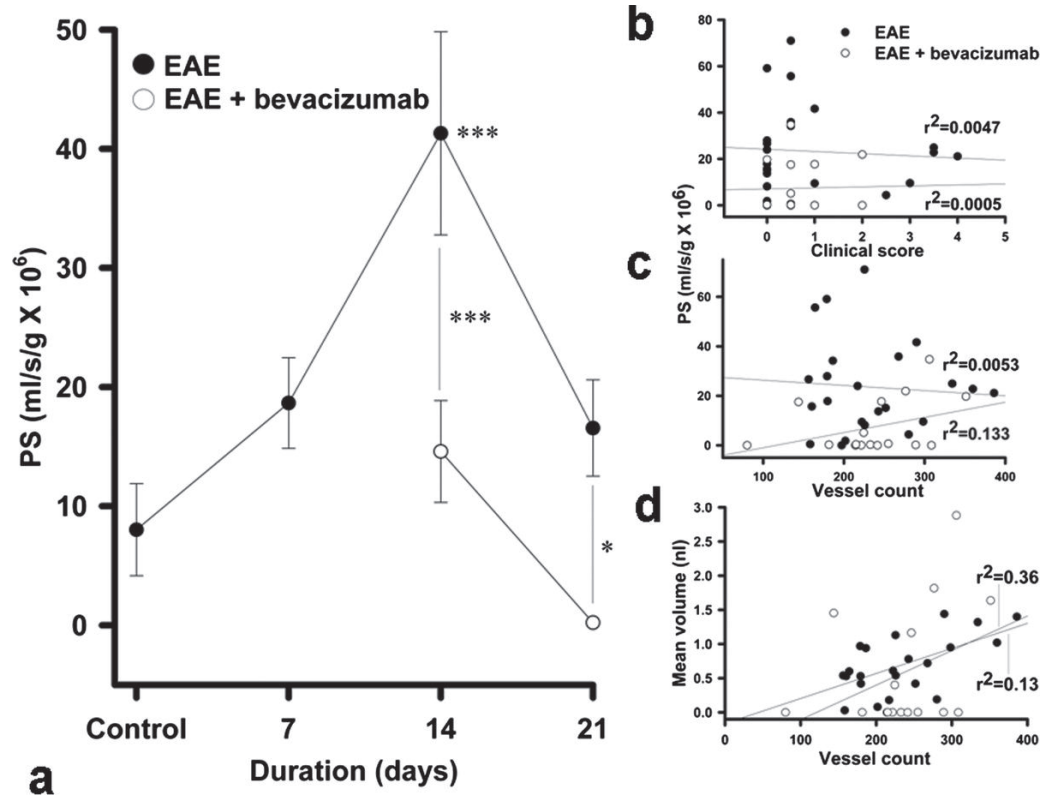 50
EAE
EAE + bevacizumab
***
40
30
***
20
10
*
0
PS (ml/s/g X 10⁶)
Control 7 14 21
Duration (days)
a
b
80
EAE
EAE + bevacizumab
60
40
r²=0.0047
20
r²=0.0005
0
0 1 2 3 4 5
Clinical score
c
PS (ml/s/g X 10⁶)
60
40
r²=0.0053
20
r²=0.133
0
100 200 300 400
Vessel count
d
3.0
2.5
2.0
r²=0.36
1.5
1.0
0.5
r²=0.13
0.0
Mean volume (nl)
0 100 200 300 400
Vessel count